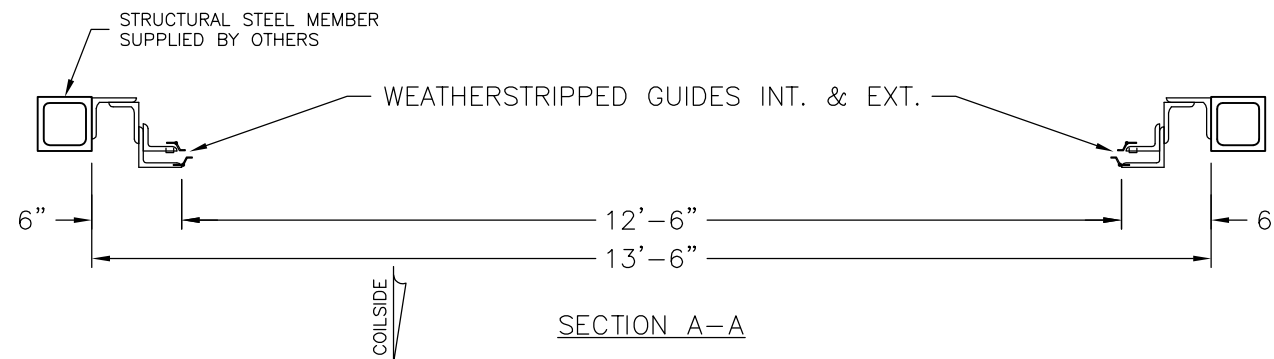 STRUCTURAL STEEL MEMBER
SUPPLIED BY OTHERS
WEATHERSTRIPPED GUIDES INT. & EXT.
6” 12’-6” 6
13’-6”
COILSIDE
SECTION A-A